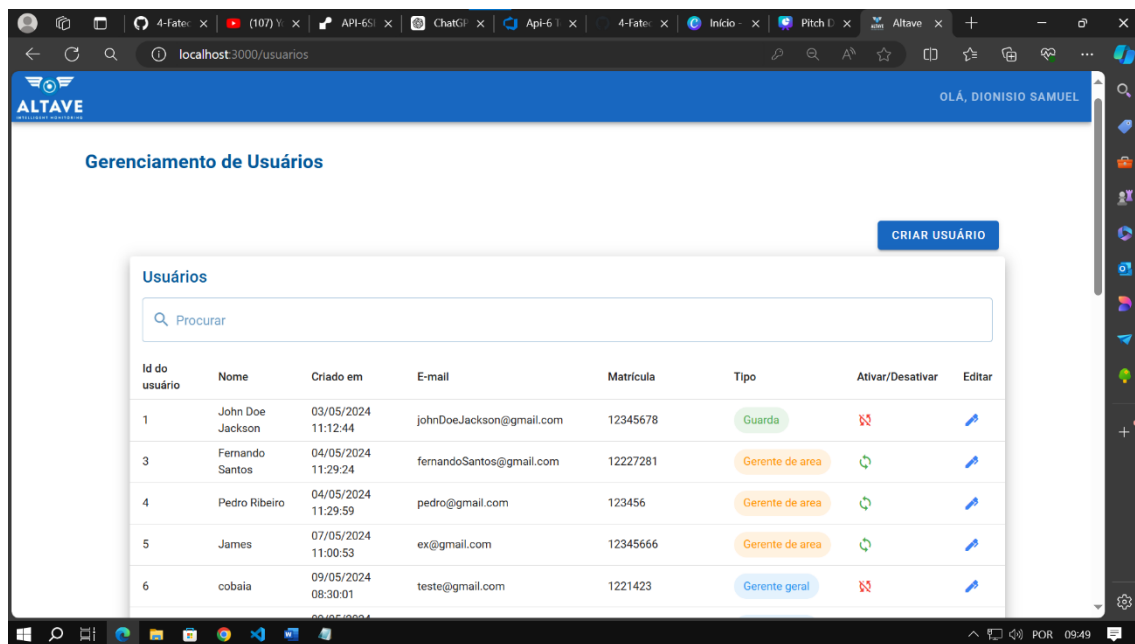 4-Fatec
(107) Y
API-6S
ChatGP
Api-6 T
4-Fatec
Início -
Pitch D
Altave
localhost:3000/usuarios
ALTAVE
INTELLIGENT MONITORING
OLÁ, DIONISIO SAMUEL
Gerenciamento de Usuários
CRIAR USUÁRIO
Usuários
Procurar
Id do usuário Nome Criado em E-mail Matrícula Tipo Ativar/Desativar Editar
1 John Doe Jackson 03/05/2024 11:12:44 johnDoeJackson@gmail.com 12345678 Guarda
3 Fernando Santos 04/05/2024 11:29:24 fernandoSantos@gmail.com 12227281 Gerente de area
4 Pedro Ribeiro 04/05/2024 11:29:59 pedro@gmail.com 123456 Gerente de area
5 James 07/05/2024 11:00:53 ex@gmail.com 12345666 Gerente de area
6 cobaia 09/05/2024 08:30:01 teste@gmail.com 1221423 Gerente geral
POR 09:49